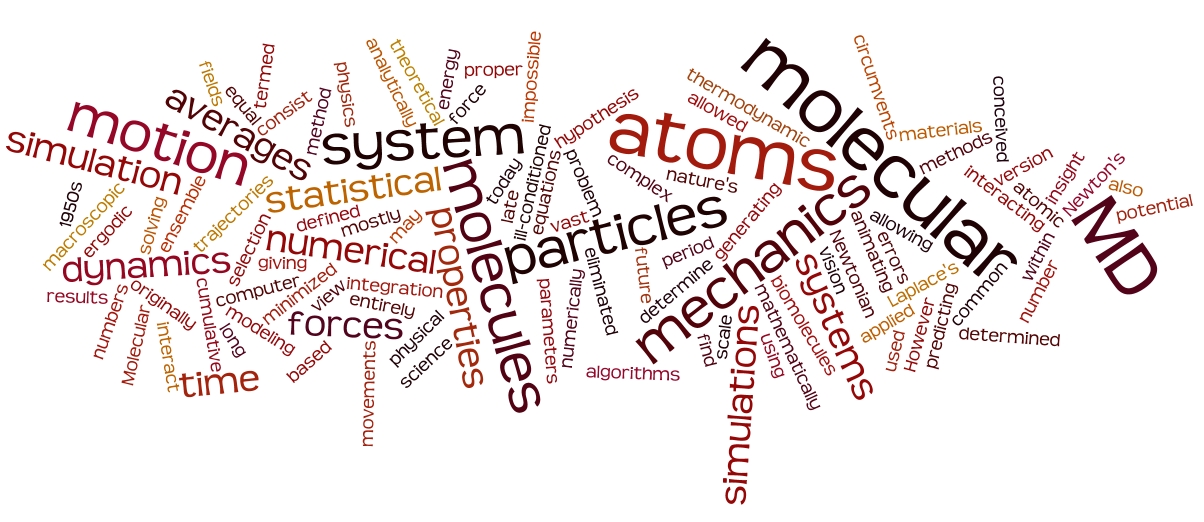 fields
equal
termed
consist
averages
motion
simulation
1950s
macroscopic
ergodic
solving
ensemble
trajectories
dynamics
results
numbers
originally
Molecular
interact
time
cumulative
long
selection
giving
computer
minimized
modeling
based
view
integration
entirely
forces
movements
physical
science
method
physics
analytically
theoretical
energy
force
proper
impossible
system
statistical
defined
mostly
may
numerical
properties
molecules
today
late
ill-conditioned
equations
hypothesis
problem
vast
particles
complex
nature's
atoms
allowed
thermodynamic
molecular
circumvents
materials
methods
conceived
version
interacting
atomic
insight
Newton's
also
potential
MD
within
number
common
determined
predicting
However
used
applied
Laplace's
errors
allowing
animating
Newtonian
vision
mechanics
generating
period
determine
future
eliminated
numerically
parameters
algorithms
find
scale
simulations
using
mathematically
biomolecules
systems